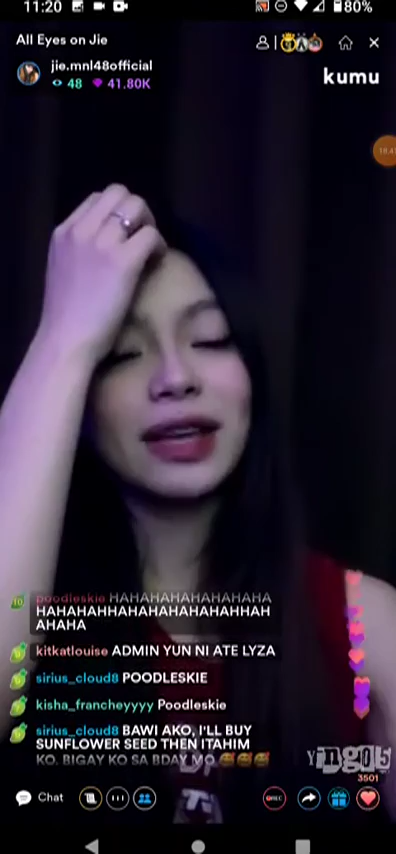 11:20
80%
All Eyes on Jie
jie.mnl48official
48 41.80K
kumu
poodleskie HAHAHAHAHAHAHAHA
HAHAHAHHAHAHAHAHAHAHHAH
AHAHA
kitkatlouise ADMIN YUN NI ATE LYZA
sirius_cloud8 POODLESKIE
kisha_francheyyyy Poodleskie
sirius_cloud8 BAWI AKO, I'LL BUY
SUNFLOWER SEED THEN ITAHIM
KO. BIGAY KO SA BDAY MO 🥰🥰🥰
Ying05
3501
Chat
REC